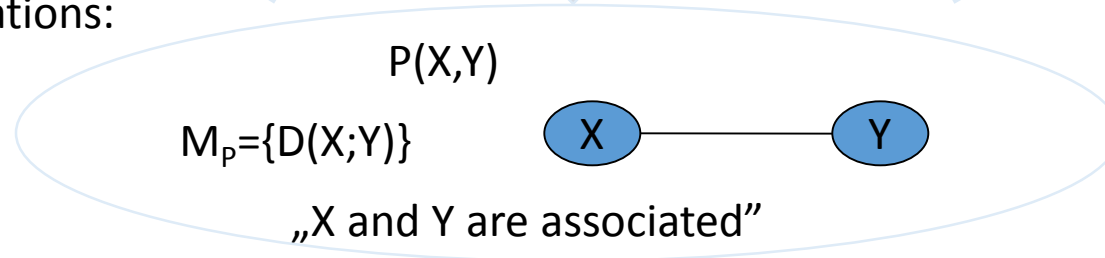 ations:
P(X,Y)
M_P={D(X;Y)} X Y
„X and Y are associated”